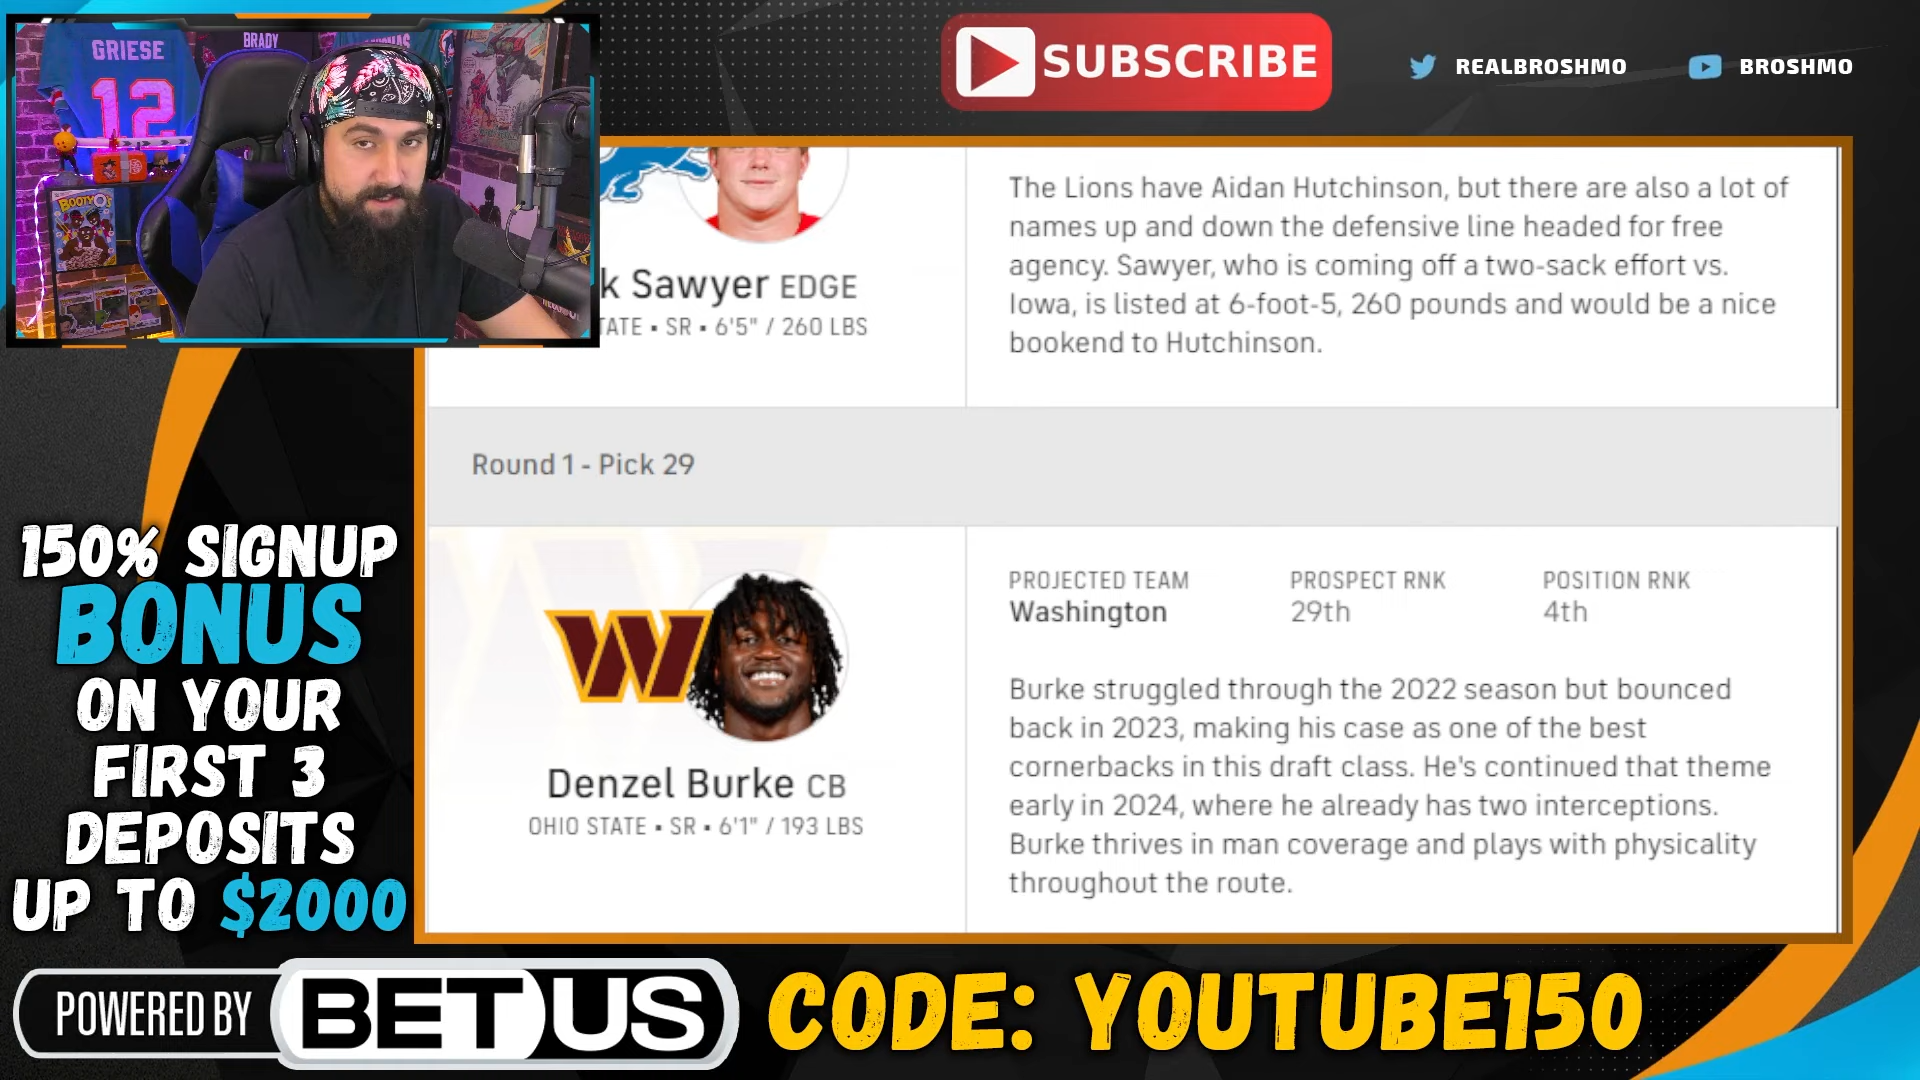 GRIESE
12
BRADY
BOOTY O's
SUBSCRIBE
REALBROSHMO
BROSHMO
The Lions have Aidan Hutchinson, but there are also a lot of
names up and down the defensive line headed for free
agency. Sawyer, who is coming off a two-sack effort vs.
Iowa, is listed at 6-foot-5, 260 pounds and would be a nice
bookend to Hutchinson.
k Sawyer EDGE
TATE • SR • 6'5" / 260 LBS
Round 1 - Pick 29
W
Denzel Burke CB
OHIO STATE • SR • 6'1" / 193 LBS
PROJECTED TEAM
Washington
PROSPECT RNK
29th
POSITION RNK
4th
Burke struggled through the 2022 season but bounced
back in 2023, making his case as one of the best
cornerbacks in this draft class. He's continued that theme
early in 2024, where he already has two interceptions.
Burke thrives in man coverage and plays with physicality
throughout the route.
150% SIGNUP
BONUS
ON YOUR
FIRST 3
DEPOSITS
UP TO $2000
POWERED BY
BETUS
CODE: YOUTUBE150